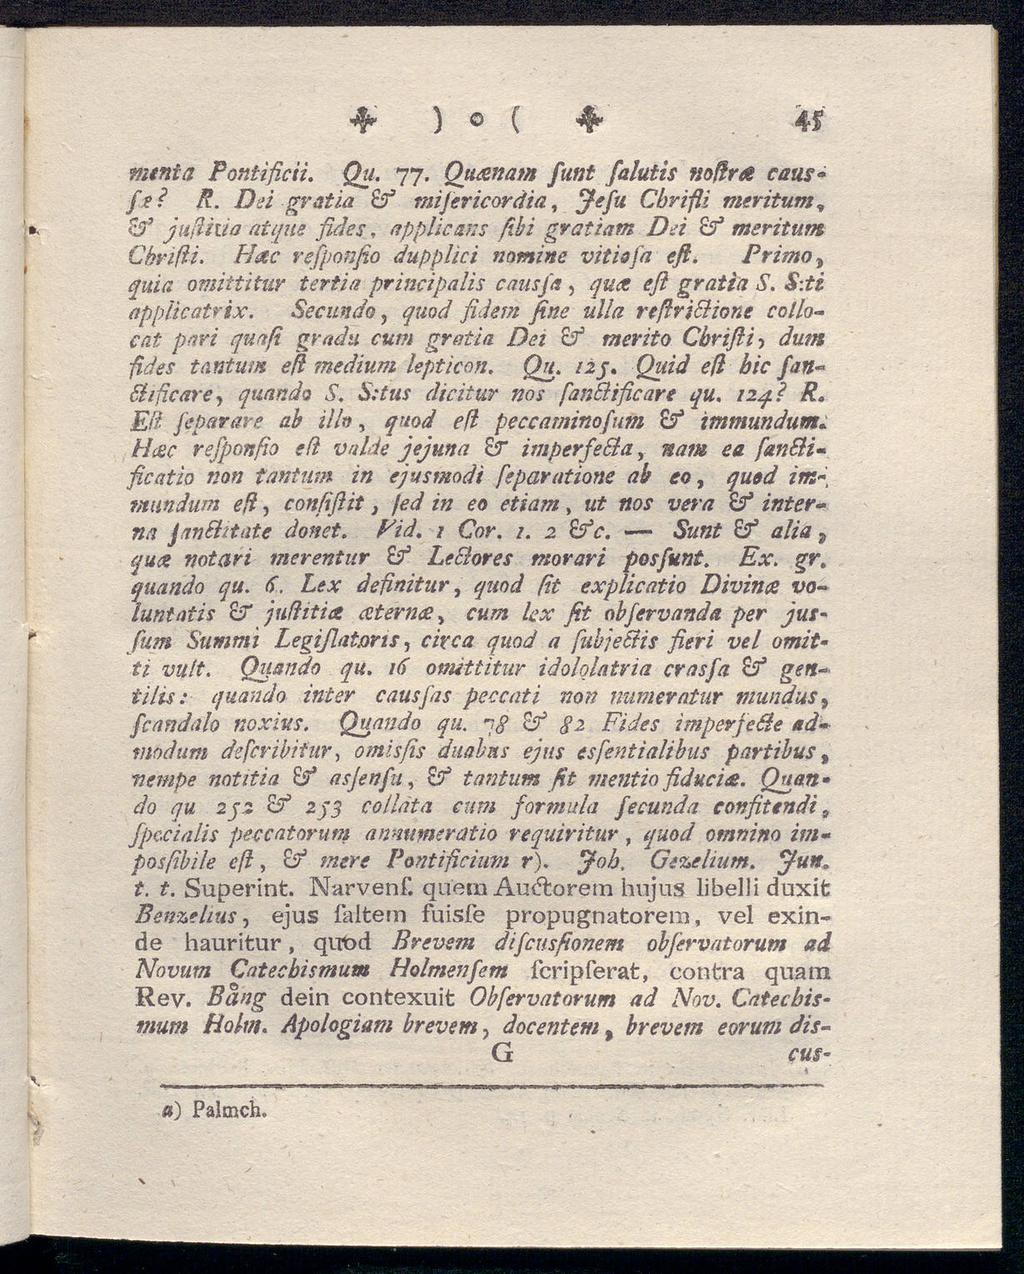 ✤ ) o ( ✤ 45
menta Pontificii. Qu. 77. Quænam ſunt ſalutis noſtræ caus-
ſæ? R. Dei gratia & miſericordia, Jeſu Chriſti meritum,
& juſtitia atque fides, applicans ſibi gratiam Dei & meritum
Chriſti. Hæc reſponſio dupplici nomine vitioſa eſt. Primo,
quia omittitur tertia principalis causſa, quæ eſt gratia S. S:ti
applicatrix. Secundo, quod fidem ſine ulla reſtrictione collo-
cat pari quaſi gradu cum gratia Dei & merito Chriſti, dum
fides tantum eſt medium lepticon. Qu. 125. Quid eſt hic ſan-
ctificare, quando S. S:tus dicitur nos ſanctificare qu. 124? R.
Eſt ſeparare ab illo, quod eſt peccaminoſum & immundum.
Hæc reſponſio eſt valde jejuna & imperfecta, nam ea ſancti-
ficatio non tantum in ejusmodi ſeparatione ab eo, quod im-
mundum eſt, conſiſtit, ſed in eo etiam, ut nos vera & inter-
na ſanctitate donet. Vid. 1 Cor. 1. 2 &c. — Sunt & alia,
quæ notari merentur & Lectores morari posſunt. Ex. gr.
quando qu. 6. Lex definitur, quod ſit explicatio Divinæ vo-
luntatis & juſtitiæ æternæ, cum lex ſit obſervanda per jus-
ſum Summi Legiſlatoris, circa quod a ſubjectis fieri vel omit-
ti vult. Quando qu. 16 omittitur idololatria crasſa & gen-
tilis: quando inter causſas peccati non numeratur mundus,
ſcandalo noxius. Quando qu. 78 & 82 Fides imperfecte ad-
modum deſcribitur, omisſis duabus ejus esſentialibus partibus,
nempe notitia & asſenſu, & tantum fit mentio fiduciæ. Quan-
do qu 252 & 253 collata cum formula ſecunda confitendi,
ſpecialis peccatorum annumeratio requiritur, quod omnino im-
posſibile eſt, & mere Pontificium r). Joh. Gezelium. Jun.
t. t. Superint. Narvenſ. quem Auctorem hujus libelli duxit
Benzelius, ejus ſaltem fuisſe propugnatorem, vel exin-
de hauritur, quod Brevem diſcusſionem obſervatorum ad
Novum Catechismum Holmenſem ſcripſerat, contra quam
Rev. Bång dein contexuit Obſervatorum ad Nov. Catechis-
mum Holm. Apologiam brevem, docentem, brevem eorum dis-
G cus-
a) Palmch.